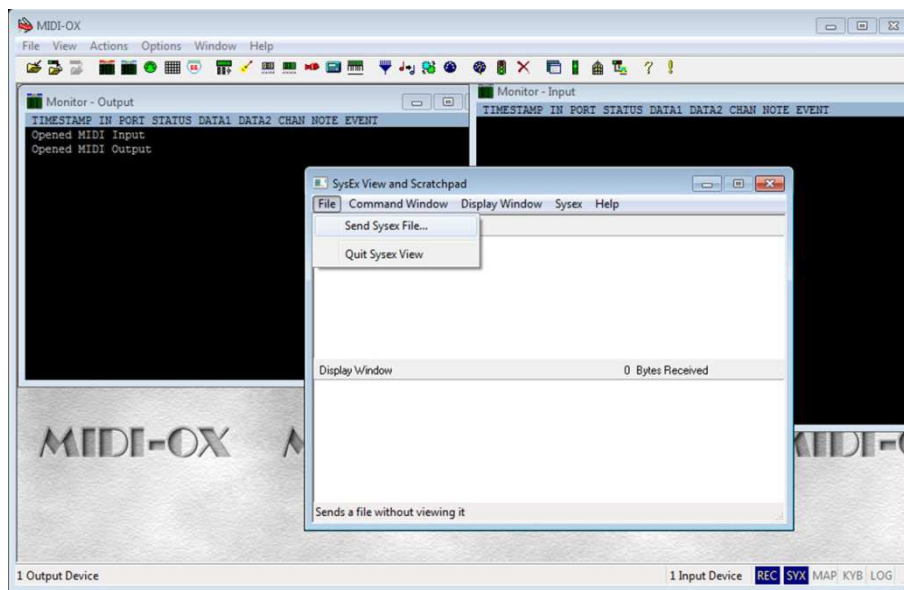 MIDI-OX
File View Actions Options Window Help
Monitor - Output
TIMESTAMP IN PORT STATUS DATA1 DATA2 CHAN NOTE EVENT
Opened MIDI Input
Opened MIDI Output
Monitor - Input
TIMESTAMP IN PORT STATUS DATA1 DATA2 CHAN NOTE EVENT
SysEx View and Scratchpad
File Command Window Display Window Sysex Help
Send Sysex File...
Quit Sysex View
Display Window 0 Bytes Received
Sends a file without viewing it
MIDI-OX
1 Output Device 1 Input Device REC SYX MAP KYB LOG